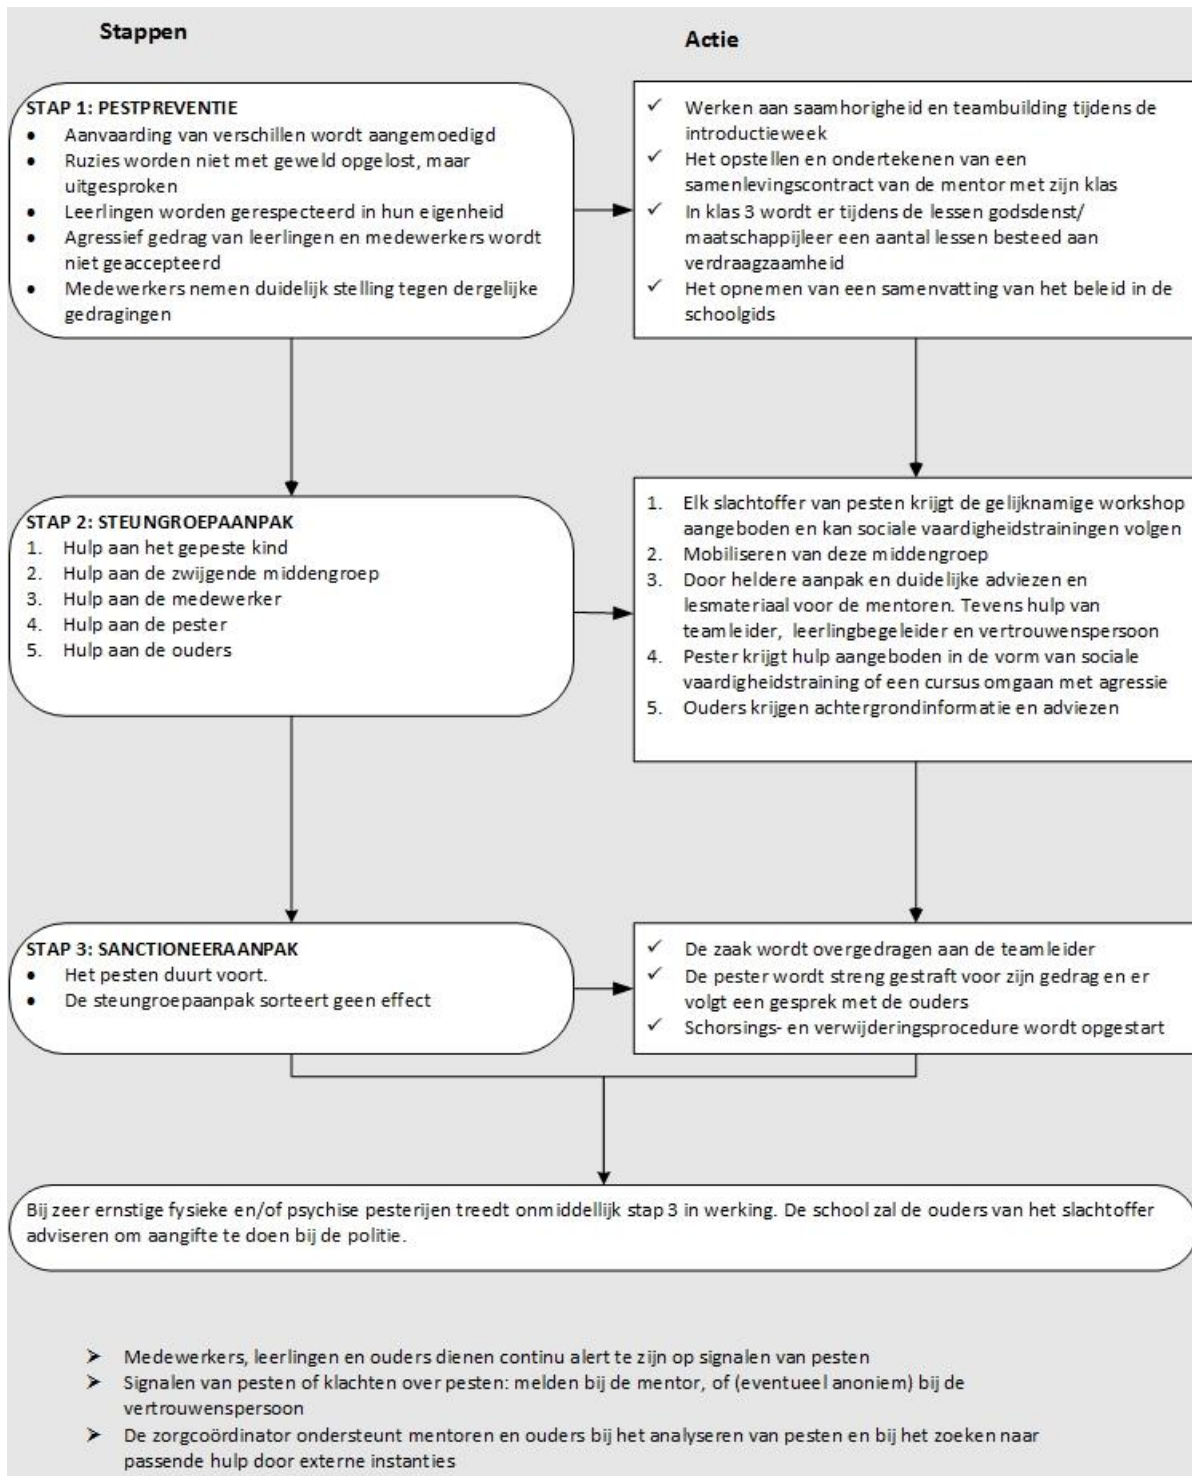 Stappen
Actie
STAP 1: PESTPREVENTIE
• Aanvaarding van verschillen wordt aangemoedigd
• Ruzies worden niet met geweld opgelost, maar
uitgesproken
• Leerlingen worden gerespecteerd in hun eigenheid
• Agressief gedrag van leerlingen en medewerkers wordt
niet geaccepteerd
• Medewerkers nemen duidelijk stelling tegen dergelijke
gedragingen
✓ Werken aan saamhorigheid en teambuilding tijdens de
introductieweek
✓ Het opstellen en ondertekenen van een
samenlevingscontract van de mentor met zijn klas
✓ In klas 3 wordt er tijdens de lessen godsdenst/
maatschappijleer een aantal lessen besteed aan
verdraagzaamheid
✓ Het opnemen van een samenvatting van het beleid in de
schoolgids
STAP 2: STEUNGROEPAANPAK
1. Hulp aan het gepeste kind
2. Hulp aan de zwijgende middengroep
3. Hulp aan de medewerker
4. Hulp aan de pester
5. Hulp aan de ouders
1. Elk slachtoffer van pesten krijgt de gelijknamige workshop
aangeboden en kan sociale vaardigheidstrainingen volgen
2. Mobiliseren van deze middengroep
3. Door heldere aanpak en duidelijke adviezen en
lesmateriaal voor de mentoren. Tevens hulp van
teamleider, leerlingbegeleider en vertrouwenspersoon
4. Pester krijgt hulp aangeboden in de vorm van sociale
vaardigheidstraining of een cursus omgaan met agressie
5. Ouders krijgen achtergrondinformatie en adviezen
STAP 3: SANCTIONEERAANPAK
• Het pesten duurt voort.
• De steungroepaanpak sorteert geen effect
✓ De zaak wordt overgedragen aan de teamleider
✓ De pester wordt streng gestraft voor zijn gedrag en er
volgt een gesprek met de ouders
✓ Schorsings- en verwijderingsprocedure wordt opgestart
Bij zeer ernstige fysieke en/of psychise pesterijen treedt onmiddellijk stap 3 in werking. De school zal de ouders van het slachtoffer
adviseren om aangifte te doen bij de politie.
➤ Medewerkers, leerlingen en ouders dienen continu alert te zijn op signalen van pesten
➤ Signalen van pesten of klachten over pesten: melden bij de mentor, of (eventueel anoniem) bij de
vertrouwenspersoon
➤ De zorgcoördinator ondersteunt mentoren en ouders bij het analyseren van pesten en bij het zoeken naar
passende hulp door externe instanties